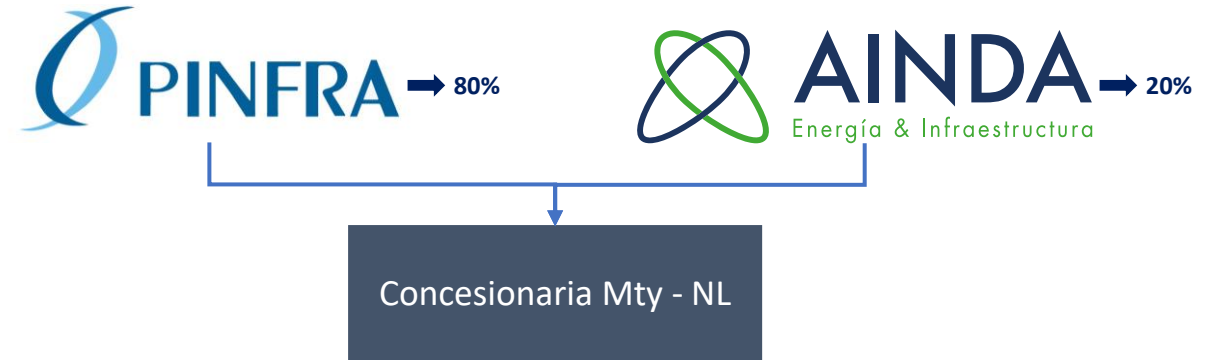 PINFRA
80%
AINDA
Energía & Infraestructura
20%
Concesionaria Mty - NL